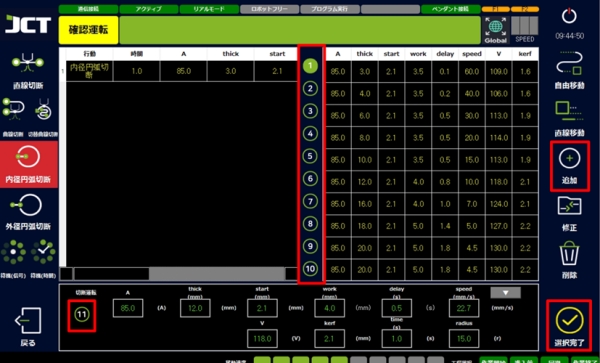 通信接続 アクティブ リアルモード ロボットフリー プログラム実行 ペンダント接続 F1 F2
JCT 確認運転 Global SPEED 09:44:50
行動 時間 A thick start A thick start work delay speed V kerf
1 内径円弧切断 1.0 85.0 3.0 2.1 1 85.0 3.0 2.1 3.5 0.1 60.0 109.0 1.6
2 85.0 4.0 2.1 3.5 0.2 40.0 106.0 1.6
3 85.0 6.0 2.1 3.5 0.5 30.0 113.0 1.9
4 85.0 8.0 2.1 3.5 0.5 20.0 114.0 1.9
5 85.0 10.0 2.1 3.5 0.5 15.0 113.0 1.9
6 85.0 12.0 2.1 4.0 0.8 10.0 118.0 2.1
7 85.0 16.0 2.1 4.0 1.0 7.0 124.0 2.1
8 85.0 18.0 2.1 5.0 1.4 5.0 127.0 2.2
9 85.0 20.0 2.1 5.0 1.8 4.5 130.0 2.2
10 85.0 20.0 2.1 5.0 1.8 4.5 130.0 2.2
直線切断
曲線切断 切替曲線切断
内径円弧切断
外径円弧切断
待機(信号) 待機(時間)
戻る
自由移動
直線移動
追加
修正
削除
選択完了
切断運転 A thick (mm) start (mm) work (mm) delay (s) speed (mm)
11 85.0 (A) 12.0 (mm) 2.1 (mm) 4.0 (mm) 0.5 (s) 22.7 (mm/s)
V kerf time (s) radius
118.0 (V) 2.1 (mm) 1.0 (s) 15.0 (r)